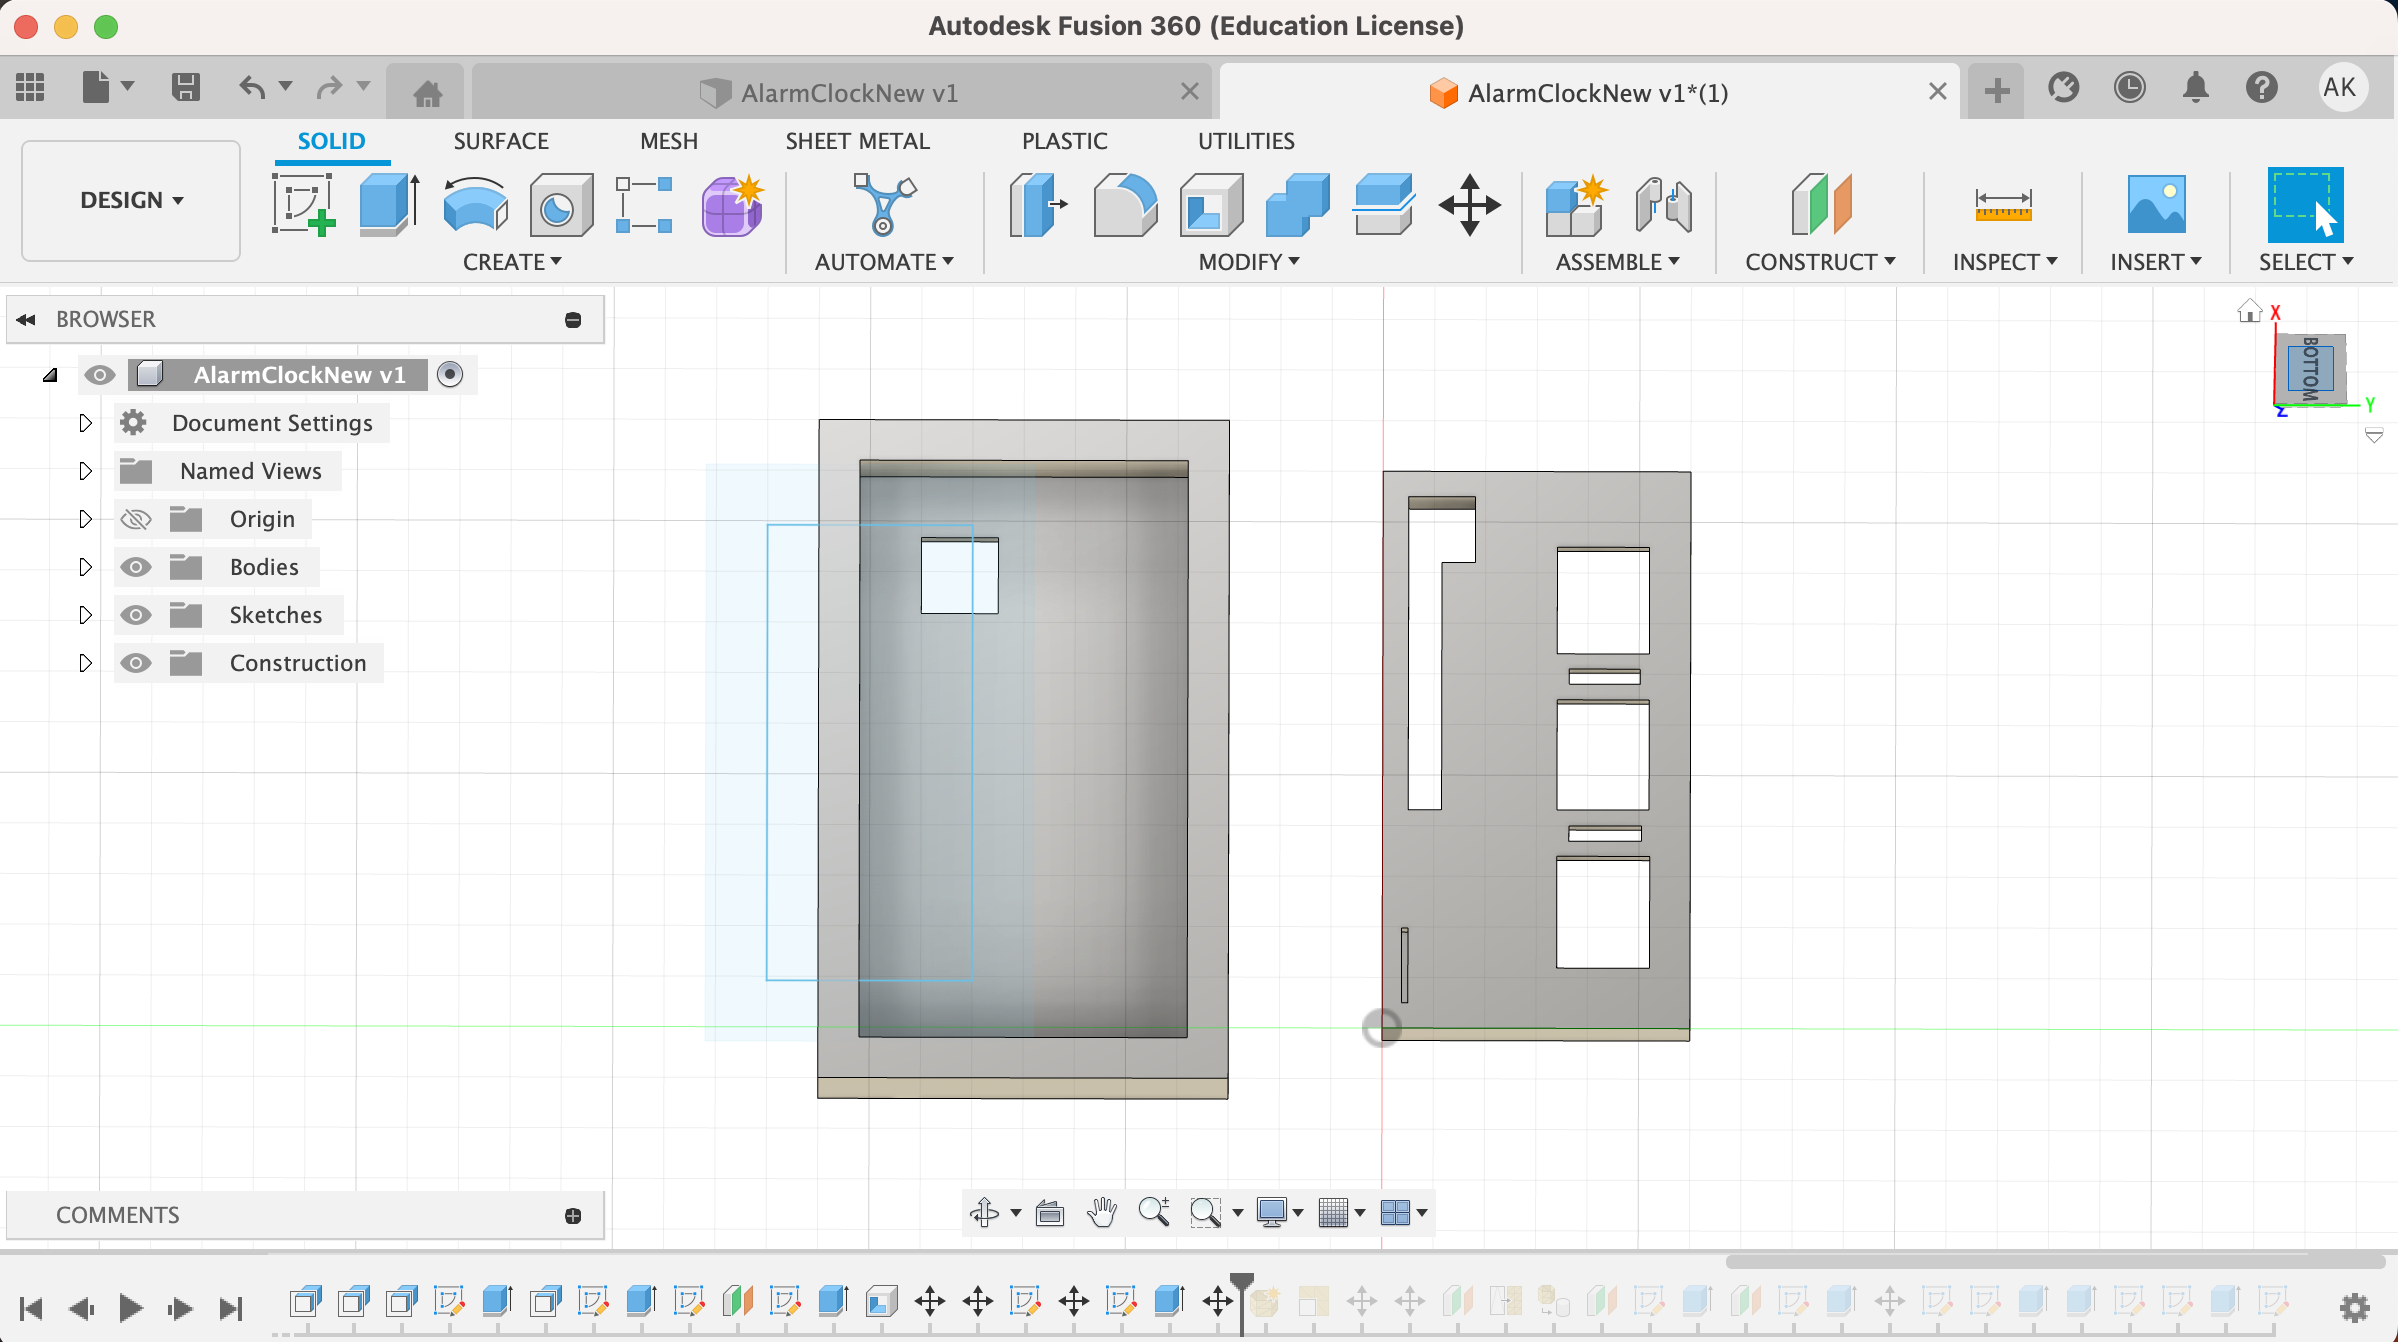 Autodesk Fusion 360 (Education License)
AlarmClockNew v1
AlarmClockNew v1*(1)
AK
DESIGN
SOLID
SURFACE
MESH
SHEET METAL
PLASTIC
UTILITIES
CREATE
AUTOMATE
MODIFY
ASSEMBLE
CONSTRUCT
INSPECT
INSERT
SELECT
BROWSER
AlarmClockNew v1
Document Settings
Named Views
Origin
Bodies
Sketches
Construction
X
BOTTOM
Y
Z
COMMENTS